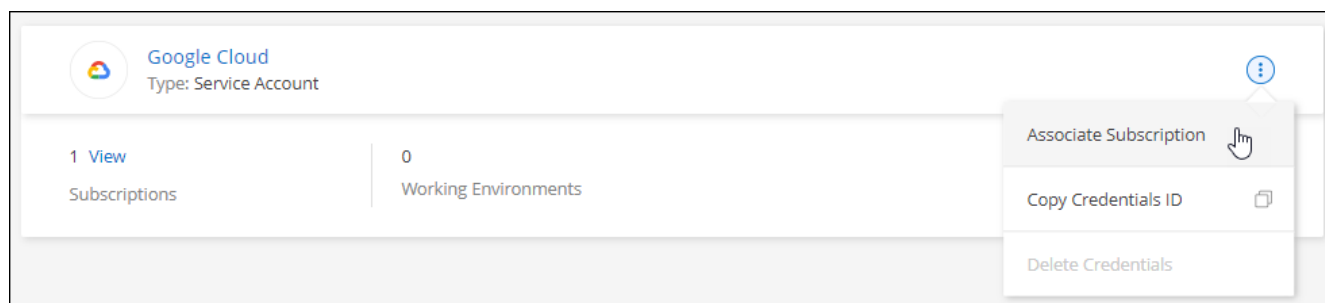 Google Cloud
Type: Service Account
1 View
Subscriptions
0
Working Environments
Associate Subscription
Copy Credentials ID
Delete Credentials